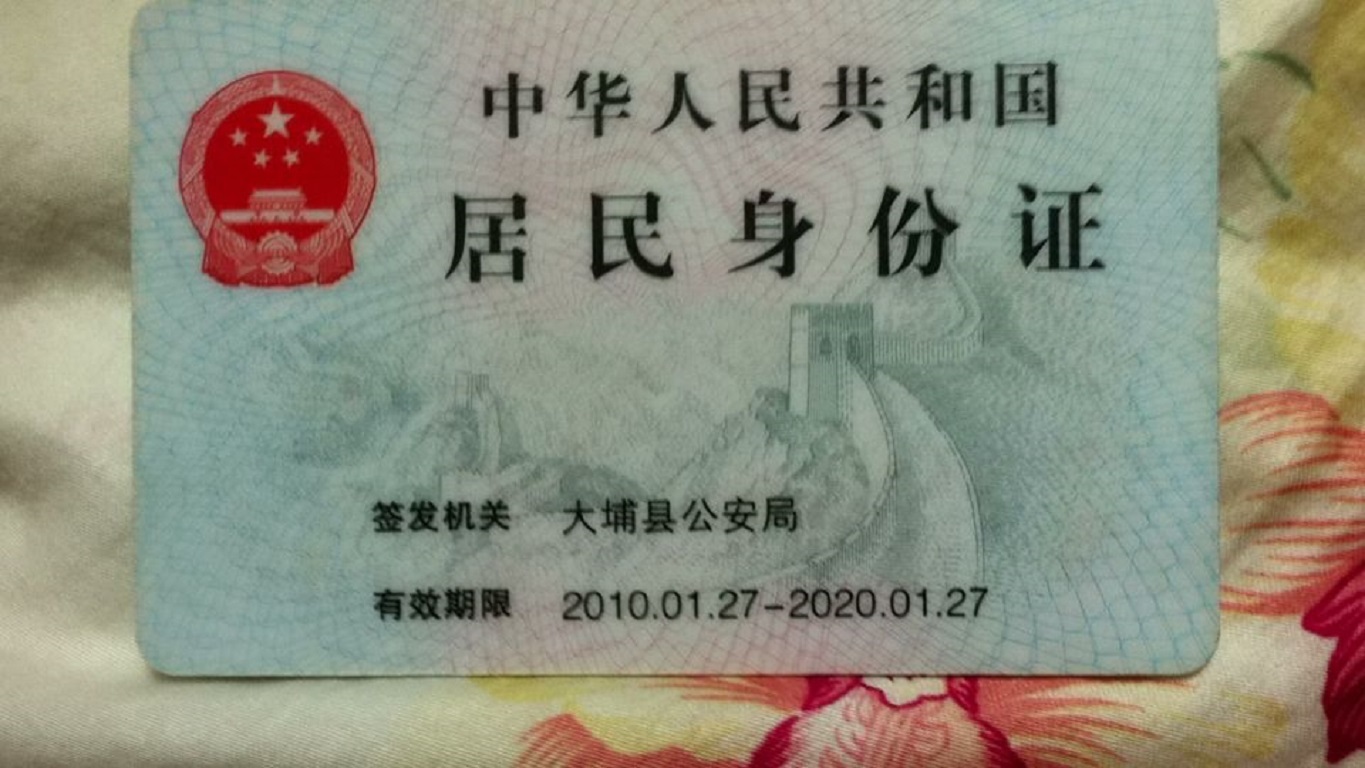 中华人民共和国
居民身份证
签发机关 大埔县公安局
有效期限 2010.01.27-2020.01.27